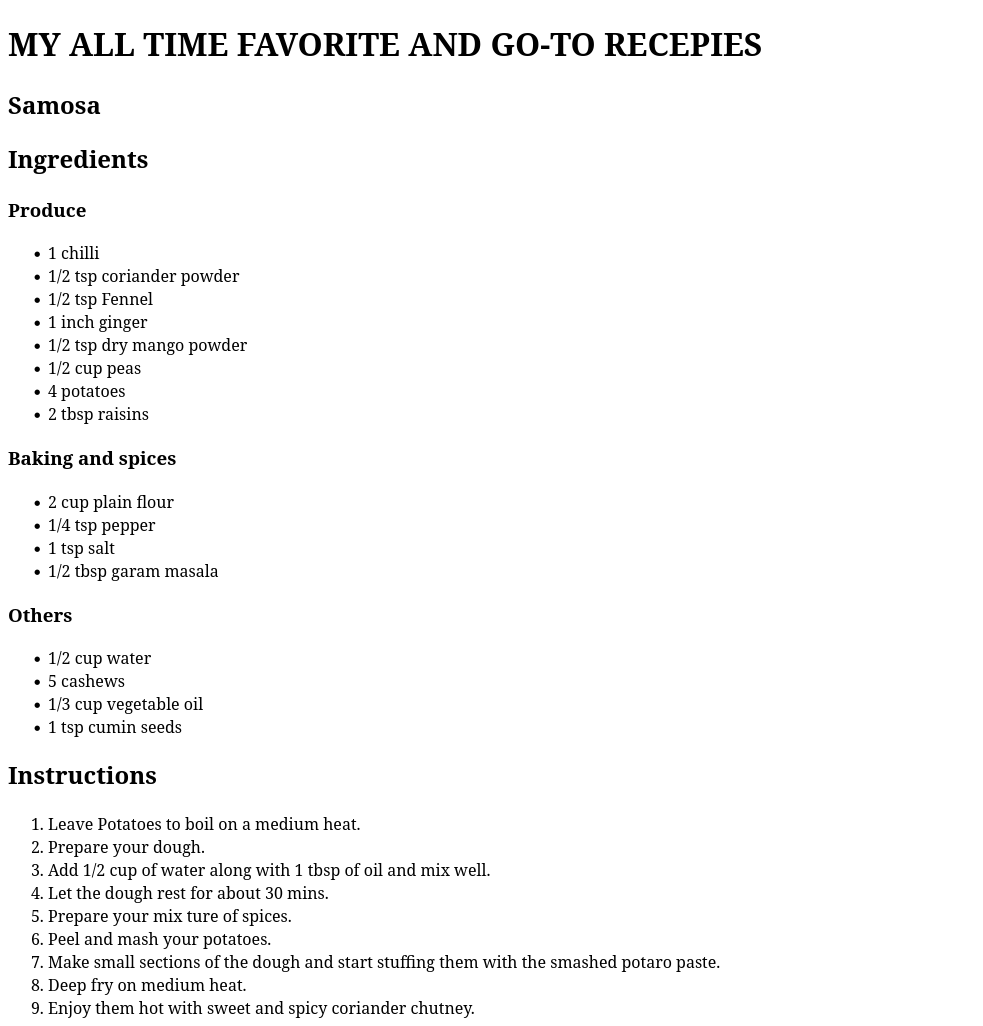 MY ALL TIME FAVORITE AND GO-TO RECEPIES
Samosa
Ingredients
Produce
• 1 chilli
• 1/2 tsp coriander powder
• 1/2 tsp Fennel
• 1 inch ginger
• 1/2 tsp dry mango powder
• 1/2 cup peas
• 4 potatoes
• 2 tbsp raisins
Baking and spices
• 2 cup plain flour
• 1/4 tsp pepper
• 1 tsp salt
• 1/2 tbsp garam masala
Others
• 1/2 cup water
• 5 cashews
• 1/3 cup vegetable oil
• 1 tsp cumin seeds
Instructions
1. Leave Potatoes to boil on a medium heat.
2. Prepare your dough.
3. Add 1/2 cup of water along with 1 tbsp of oil and mix well.
4. Let the dough rest for about 30 mins.
5. Prepare your mix ture of spices.
6. Peel and mash your potatoes.
7. Make small sections of the dough and start stuffing them with the smashed potaro paste.
8. Deep fry on medium heat.
9. Enjoy them hot with sweet and spicy coriander chutney.